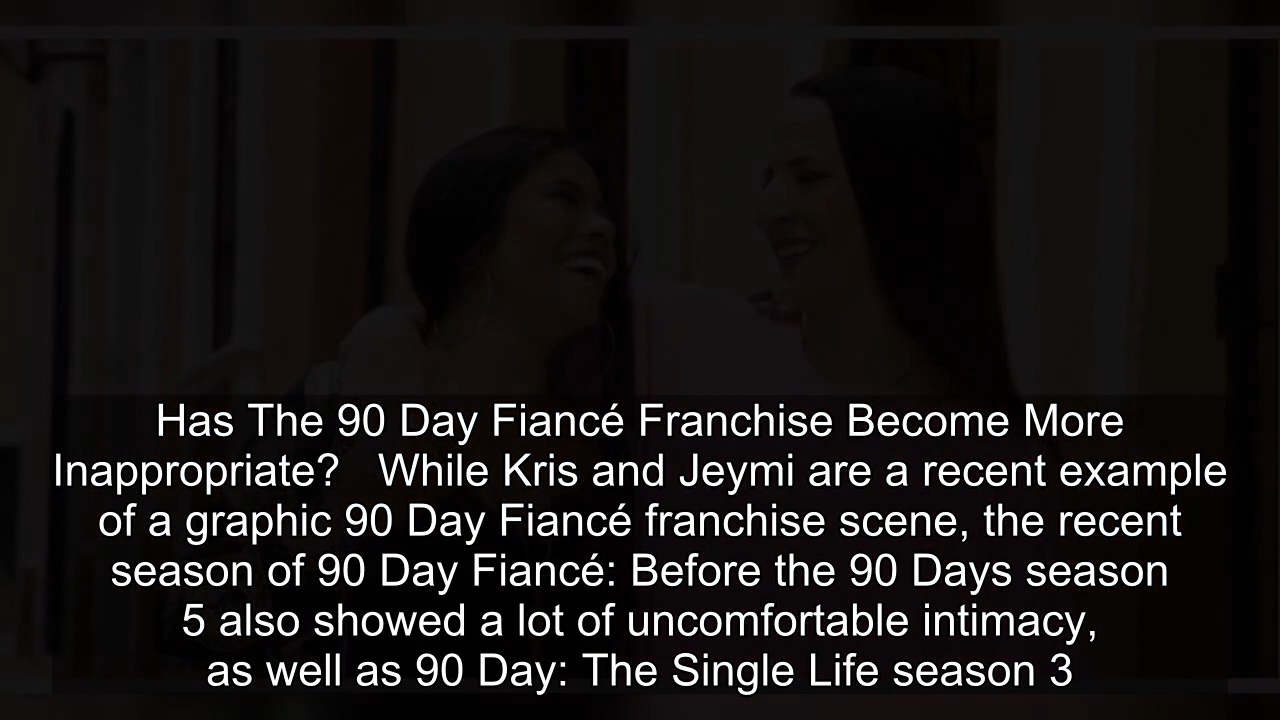 Has The 90 Day Fiancé Franchise Become More
Inappropriate?   While Kris and Jeymi are a recent example
of a graphic 90 Day Fiancé franchise scene, the recent
season of 90 Day Fiancé: Before the 90 Days season
5 also showed a lot of uncomfortable intimacy,
as well as 90 Day: The Single Life season 3